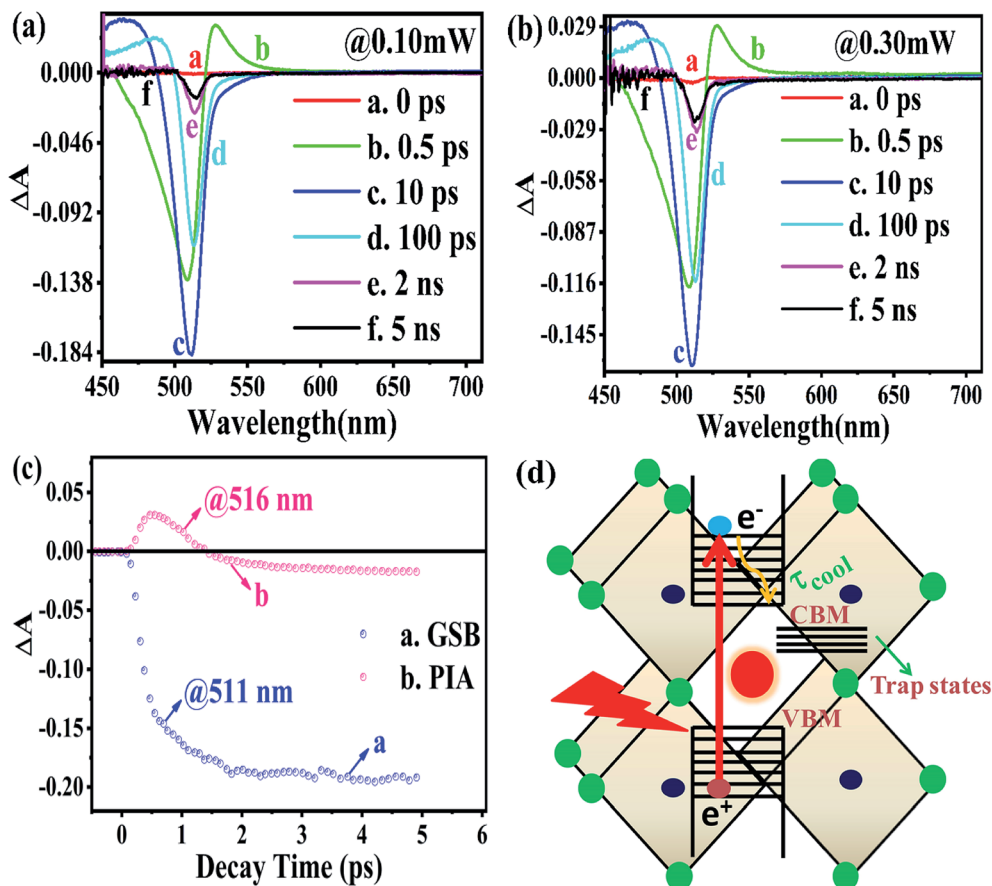 (a)
@0.10mW
b
a
f
e
d
c
a. 0 ps
b. 0.5 ps
c. 10 ps
d. 100 ps
e. 2 ns
f. 5 ns
0.000
-0.046
-0.092
-0.138
-0.184
ΔA
450 500 550 600 650 700
Wavelength(nm)
(b)
@0.30mW
b
a
f
e
d
c
a. 0 ps
b. 0.5 ps
c. 10 ps
d. 100 ps
e. 2 ns
f. 5 ns
0.029
0.000
-0.029
-0.058
-0.087
-0.116
-0.145
ΔA
450 500 550 600 650 700
Wavelength(nm)
(c)
@516 nm
b
a. GSB
b. PIA
@511 nm
a
0.05
0.00
-0.05
-0.10
-0.15
-0.20
ΔA
0 1 2 3 4 5 6
Decay Time (ps)
(d)
e-
τcool
CBM
Trap states
VBM
e+